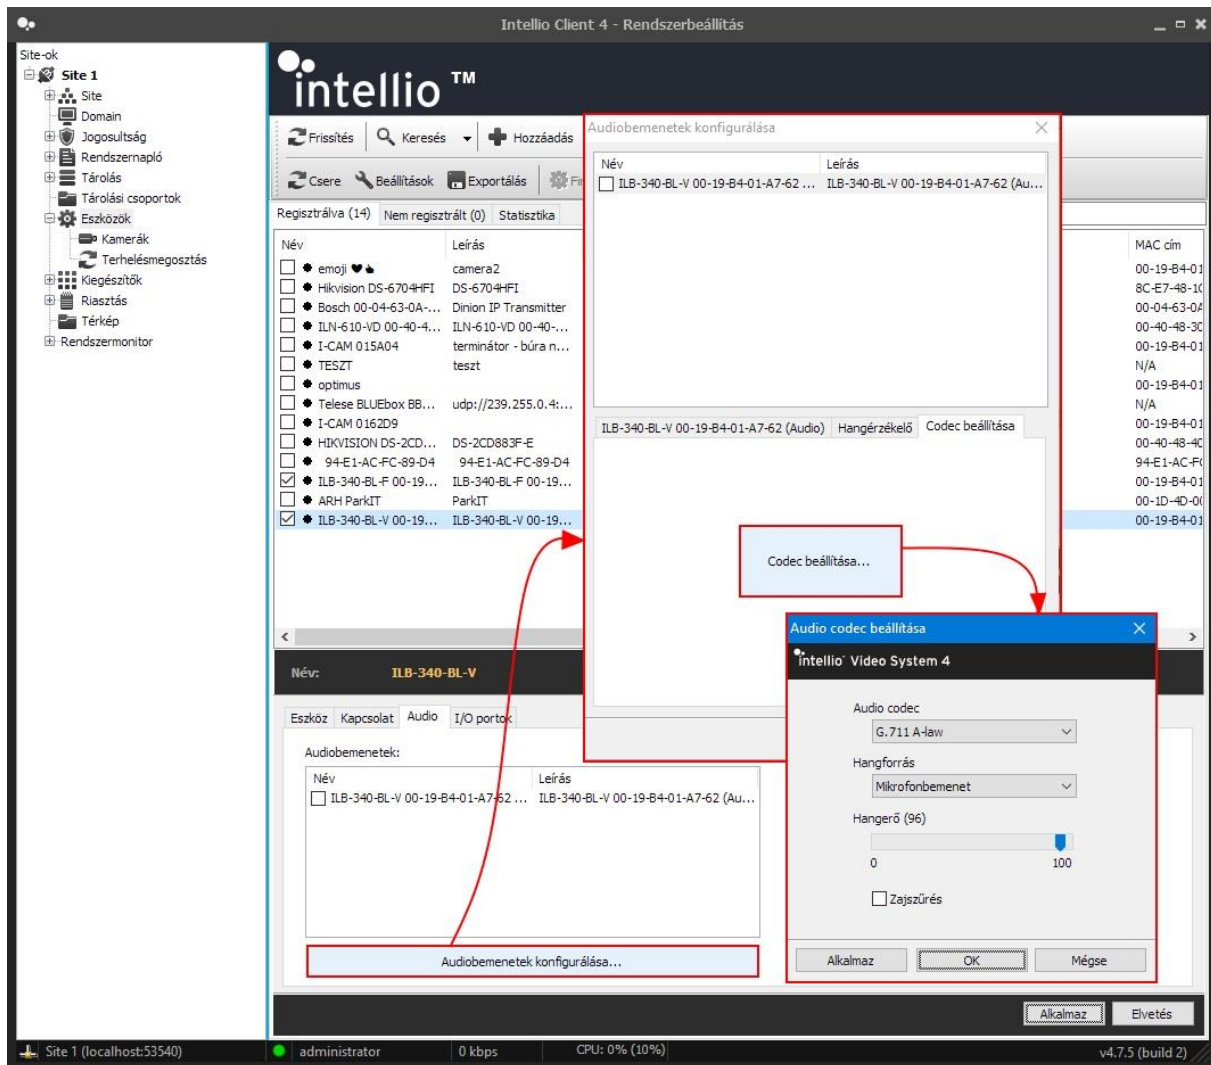 Intellio Client 4 - Rendszerbeállítás
Site-ok
Site 1
Site
Domain
Jogosultság
Rendszernapló
Tárolás
Tárolási csoportok
Eszközök
Kamerák
Terhelésmegosztás
Kiegészítők
Riasztás
Térkép
Rendszermonitor
intellio ™
Frissítés Keresés Hozzáadás
Csere Beállítások Exportálás
Regisztrálva (14) Nem regisztrált (0) Statisztika
Név Leírás MAC cím
emoji camera2 00-19-B4-01
Hikvision DS-6704HFI DS-6704HFI 8C-E7-48-10
Bosch 00-04-63-0A-... Dinion IP Transmitter 00-04-63-0A
ILN-610-VD 00-40-4... ILN-610-VD 00-40-... 00-40-48-30
I-CAM 015A04 terminátor - búra n... 00-19-B4-01
TESZT teszt N/A
optimus 00-19-B4-01
Telese BLUEbox BB... udp://239.255.0.4:... N/A
I-CAM 0162D9 00-19-B4-01
HIKVISION DS-2CD... DS-2CD883F-E 00-40-48-4C
94-E1-AC-FC-89-D4 94-E1-AC-FC-89-D4 94-E1-AC-F
ILB-340-BL-F 00-19... ILB-340-BL-F 00-19... 00-19-B4-01
ARH ParkIT ParkIT 00-1D-4D-0
ILB-340-BL-V 00-19... ILB-340-BL-V 00-19... 00-19-B4-01
Audiobemenetek konfigurálása
Név Leírás
ILB-340-BL-V 00-19-B4-01-A7-62 ... ILB-340-BL-V 00-19-B4-01-A7-62 (Au...
ILB-340-BL-V 00-19-B4-01-A7-62 (Audio) Hangérzékelő Codec beállítása
Codec beállítása...
Név: ILB-340-BL-V
Eszköz Kapcsolat Audio I/O portok
Audiobemenetek:
Név Leírás
ILB-340-BL-V 00-19-B4-01-A7-62 ... ILB-340-BL-V 00-19-B4-01-A7-62 (Au...
Audiobemenetek konfigurálása...
Audio codec beállítása
intellio Video System 4
Audio codec
G.711 A-law
Hangforrás
Mikrofonbemenet
Hangerő (96)
0 100
Zajszűrés
Alkalmaz OK Mégse
Alkalmaz Elvetés
Site 1 (localhost:53540) administrator 0 kbps CPU: 0% (10%) v4.7.5 (build 2)